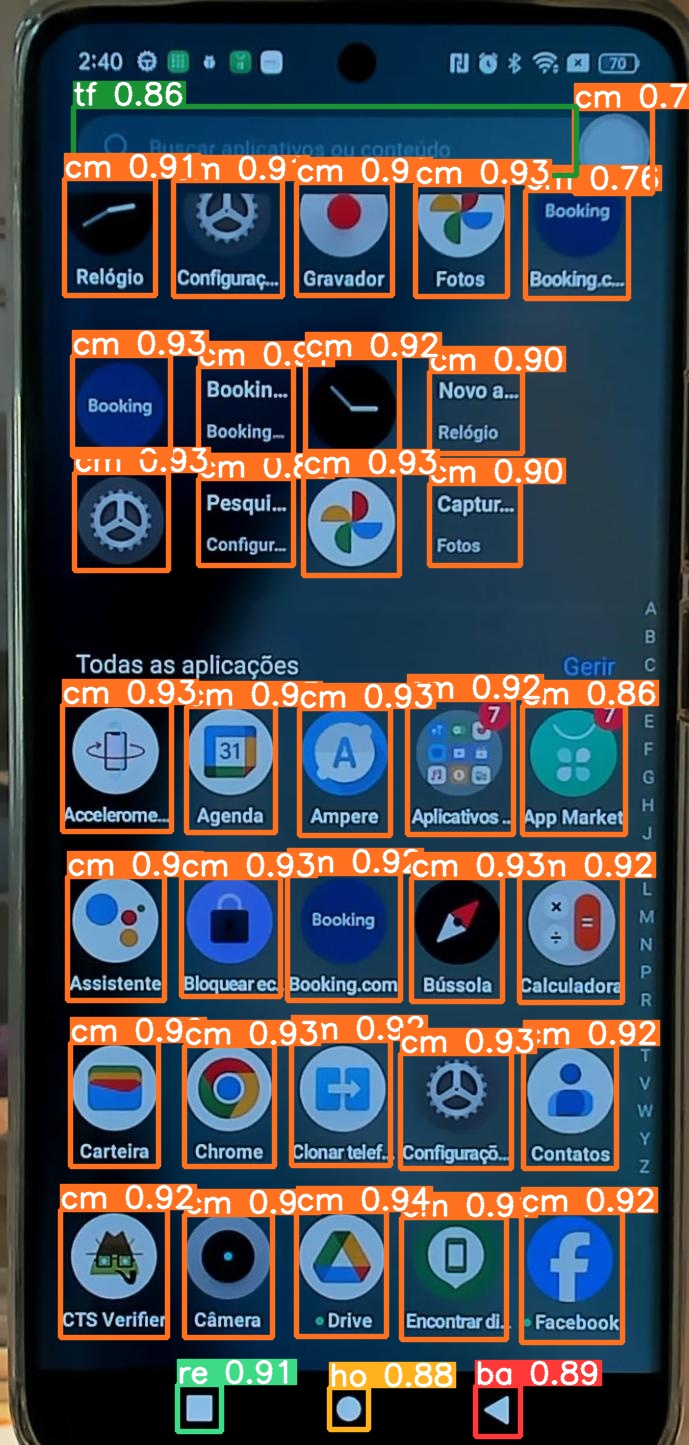 2:40 70
tf 0.86 cm 0.7
Buscar aplicativos ou conteúdo
cm 0.91 n 0.9 cm 0.9 cm 0.93 m 0.76
Booking
Relógio Configuraç... Gravador Fotos Booking.c...
cm 0.93 cm 0.9 cm 0.92 cm 0.90
Booking Bookin... Novo a...
Booking... Relógio
cm 0.93 cm 0.8 cm 0.93 cm 0.90
Pesqui... Captur...
Configur... Fotos
A
B
Todas as aplicações Gerir C
cm 0.93 cm 0.9 cm 0.93 m 0.92 m 0.86
7 7 E
31 A F
G
Accelerome... Agenda Ampere Aplicativos .. App Market H
J
cm 0.9 cm 0.93 n 0.92 cm 0.93 n 0.92
L
Booking M
N
P
Assistente Bloquear ec. Booking.com Bússola Calculadora
R
cm 0.9 cm 0.93 n 0.92 cm 0.93 m 0.92
T
V
W
Y
Carteira Chrome Clonar telef.. Configuraçõ... Contatos
Z
cm 0.92 cm 0.9 cm 0.94 n 0.9 cm 0.92
CTS Verifier Câmera Drive Encontrar di.. Facebook
re 0.91 ho 0.88 ba 0.89